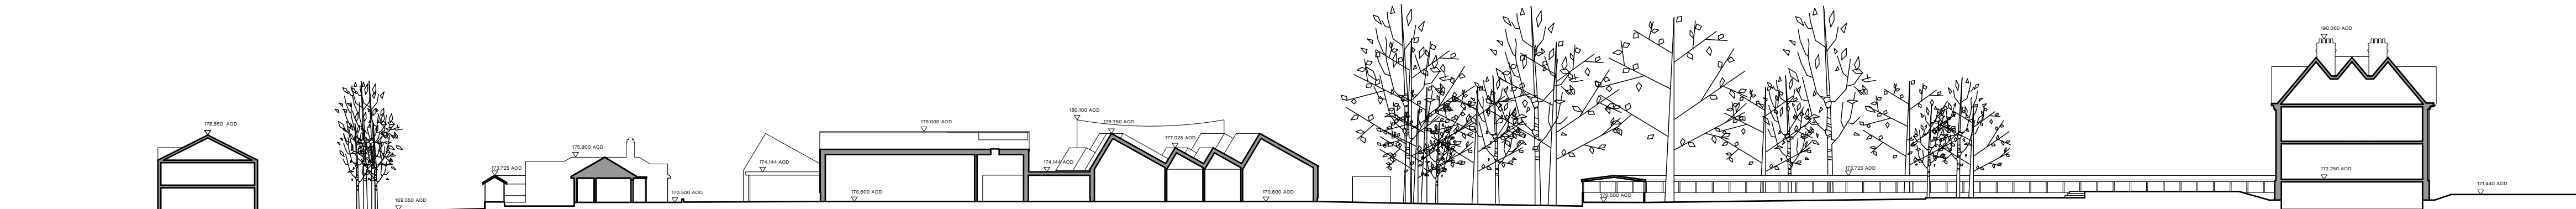 178.850 AOD
169.550 AOD
173.725 AOD
175.900 AOD
170.500 AOD
174.144 AOD
170.600 AOD
179.000 AOD
174.144 AOD
180.100 AOD
178.750 AOD
177.025 AOD
170.600 AOD
170.500 AOD
173.725 AOD
190.060 AOD
173.250 AOD
171.440 AOD